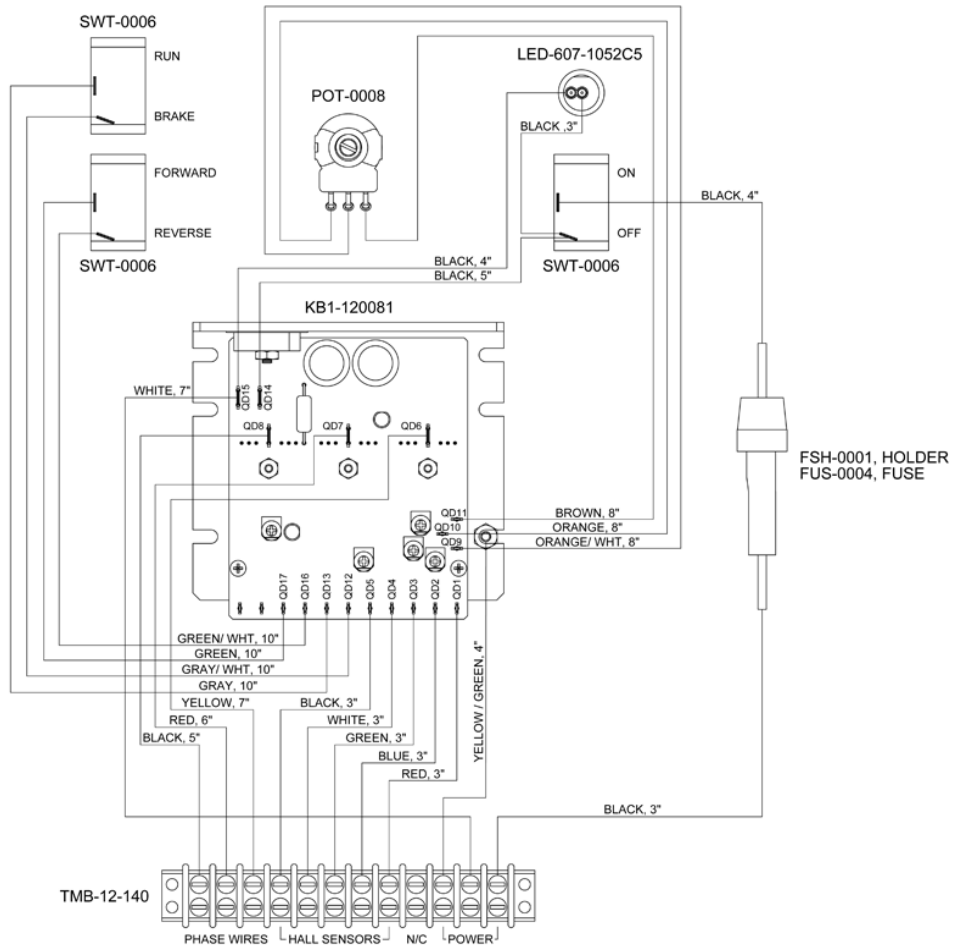 SWT-0006
RUN
BRAKE
FORWARD
REVERSE
SWT-0006
POT-0008
LED-607-1052C5
BLACK ,3"
ON
OFF
SWT-0006
BLACK, 4"
BLACK, 4"
BLACK, 5"
KB1-120081
WHITE, 7"
QD15
QD14
QD8
QD7
QD6
FSH-0001, HOLDER
FUS-0004, FUSE
QD11
QD10
QD9
BROWN, 8"
ORANGE, 8"
ORANGE/ WHT, 8"
QD17
QD16
QD13
QD12
QD5
QD4
QD3
QD2
QD1
GREEN/ WHT, 10"
GREEN, 10"
GRAY/ WHT, 10"
GRAY, 10"
YELLOW, 7"
RED, 6"
BLACK, 5"
BLACK, 3"
WHITE, 3"
GREEN, 3"
BLUE, 3"
RED, 3"
YELLOW / GREEN, 4"
BLACK, 3"
TMB-12-140
PHASE WIRES
HALL SENSORS
N/C
POWER